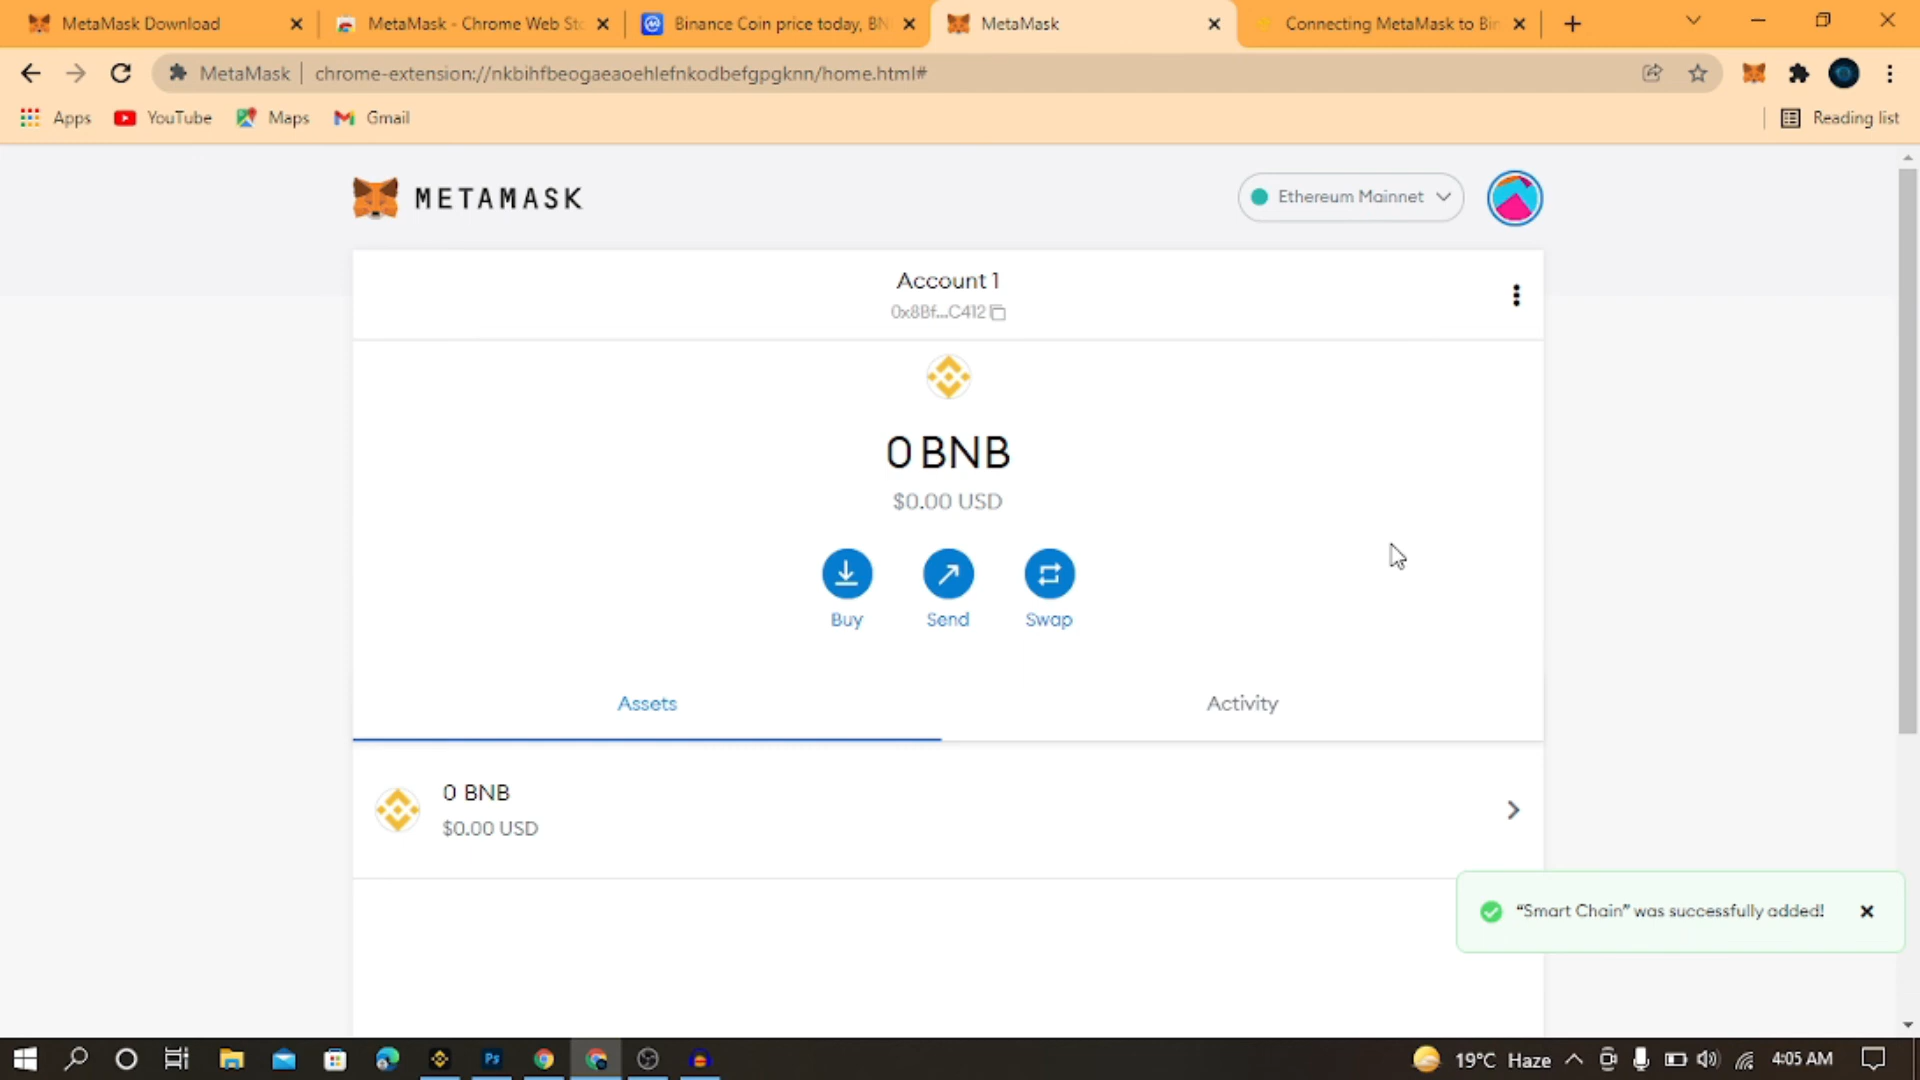 MetaMask Download
MetaMask - Chrome Web Sto
Binance Coin price today, BN
MetaMask
Connecting MetaMask to Bin
MetaMask
chrome-extension://nkbihfbeogaeaoehlefnkodbefgpgknn/home.html#
Apps
YouTube
Maps
Gmail
Reading list
METAMASK
Ethereum Mainnet
Account 1
0x8Bf...C412
0 BNB
$0.00 USD
Buy
Send
Swap
Assets
Activity
0 BNB
$0.00 USD
“Smart Chain” was successfully added!
Ps
19°C Haze
4:05 AM